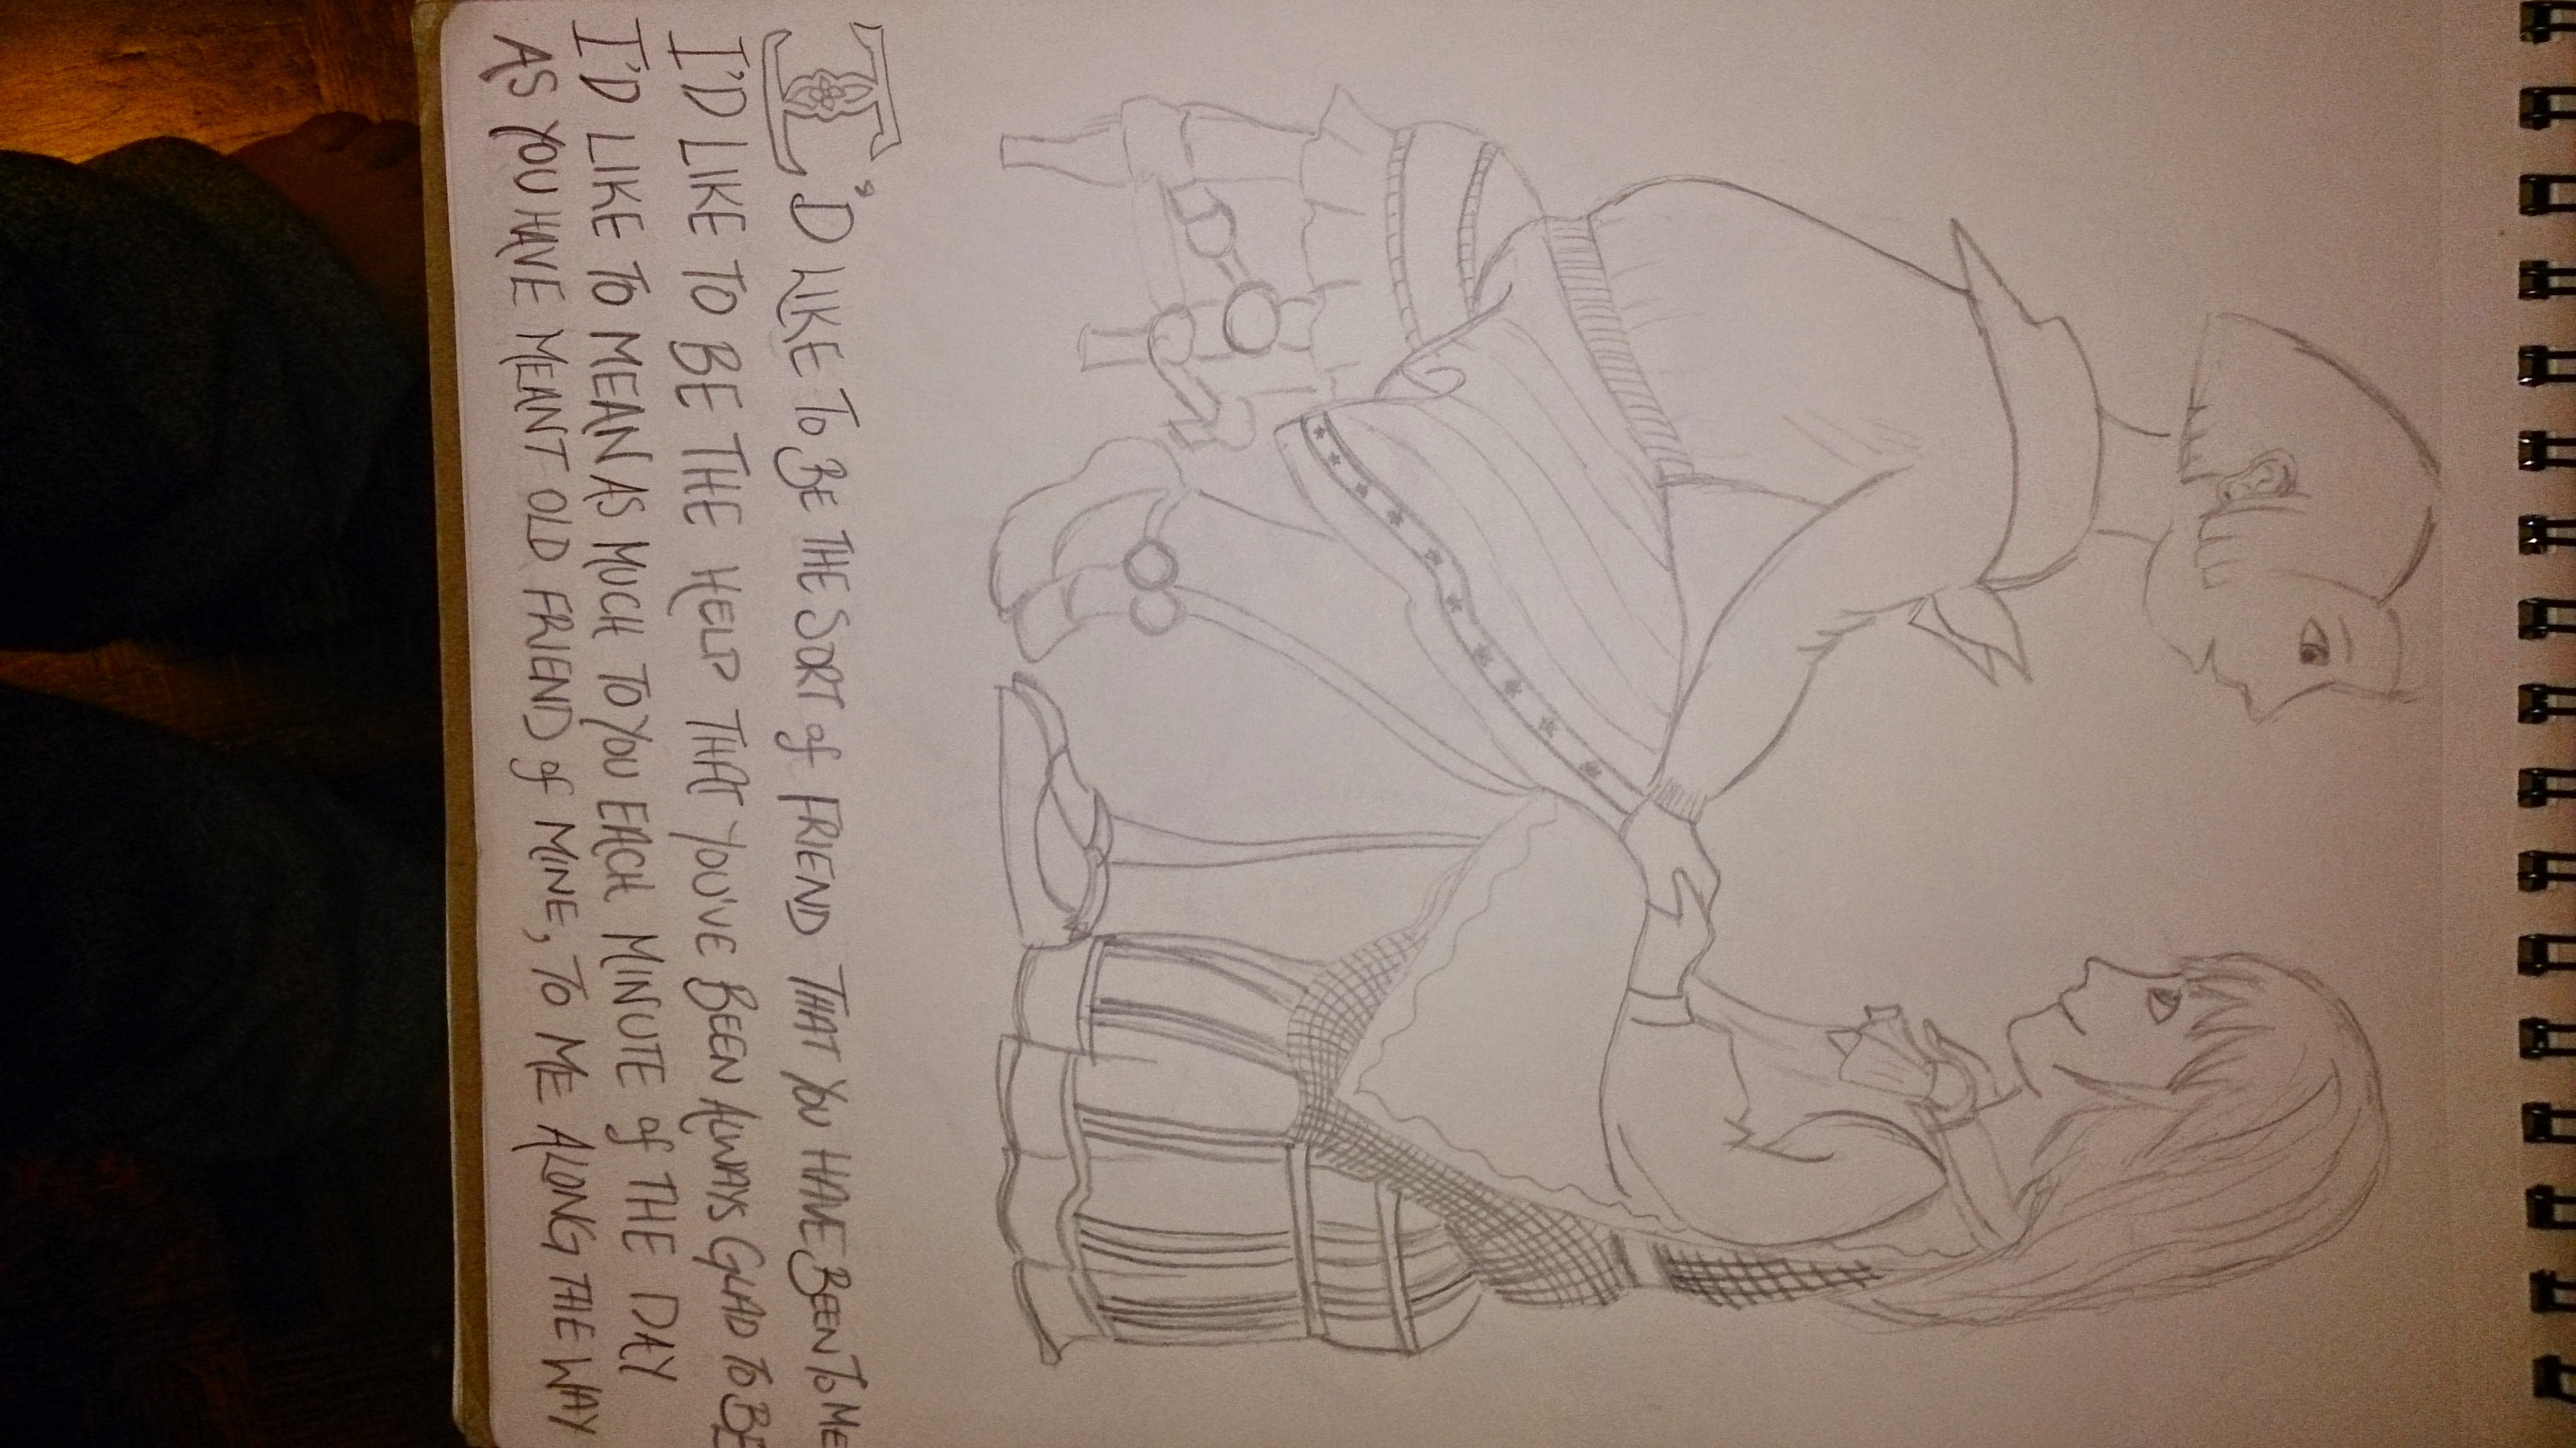 I'D LIKE TO BE THE SORT of FRIEND THAT YOU HAVE BEEN TO ME
I'D LIKE TO BE THE HELP THAT YOU'VE BEEN ALWAYS GLAD TO BE
I'D LIKE TO MEAN AS MUCH TO YOU EACH MINUTE of THE DAY
AS YOU HAVE MEANT OLD FRIEND of MINE, TO ME ALONG THE WAY